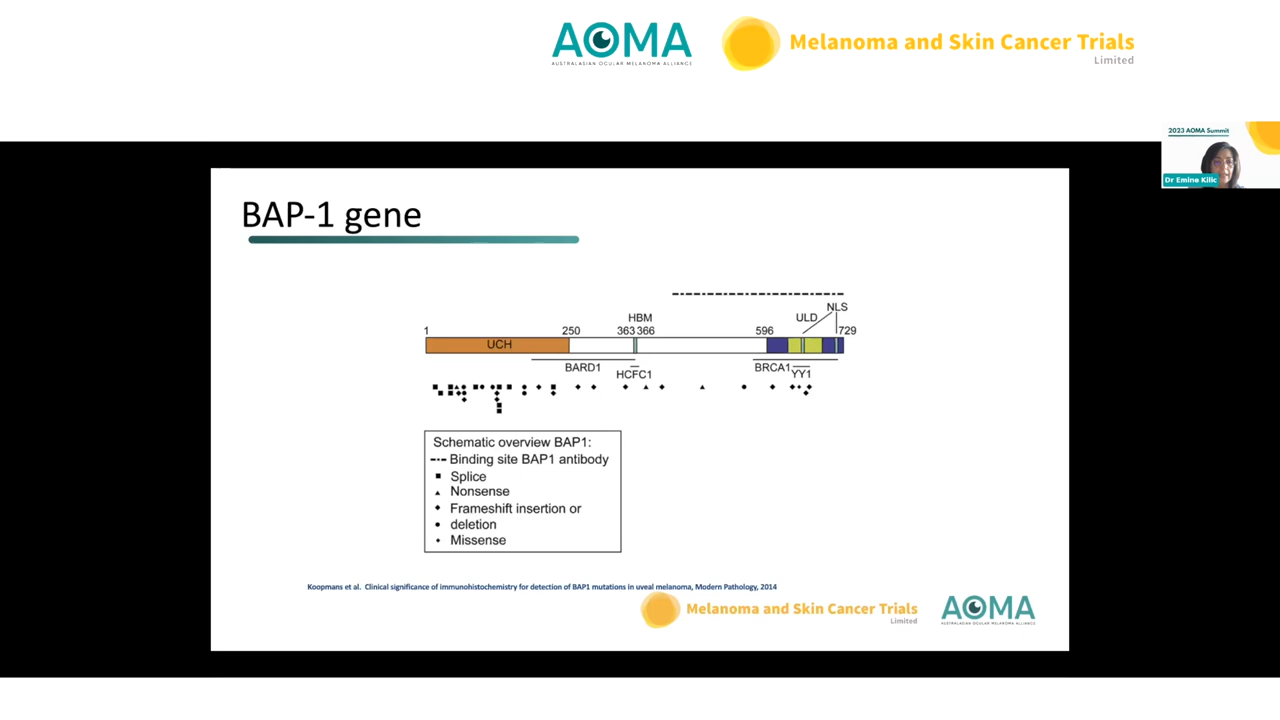 AOMA
AUSTRALASIAN OCULAR MELANOMA ALLIANCE
Melanoma and Skin Cancer Trials
Limited
2023 AOMA Summit
Dr Emine Kilic
BAP-1 gene
NLS
HBM
ULD
1
250
363 366
596
729
UCH
BARD1
HCFC1
BRCA1
YY1
Schematic overview BAP1:
Binding site BAP1 antibody
Splice
Nonsense
Frameshift insertion or
deletion
Missense
Koopmans et al. Clinical significance of immunohistochemistry for detection of BAP1 mutations in uveal melanoma, Modern Pathology, 2014
Melanoma and Skin Cancer Trials
Limited
AOMA
AUSTRALASIAN OCULAR MELANOMA ALLIANCE